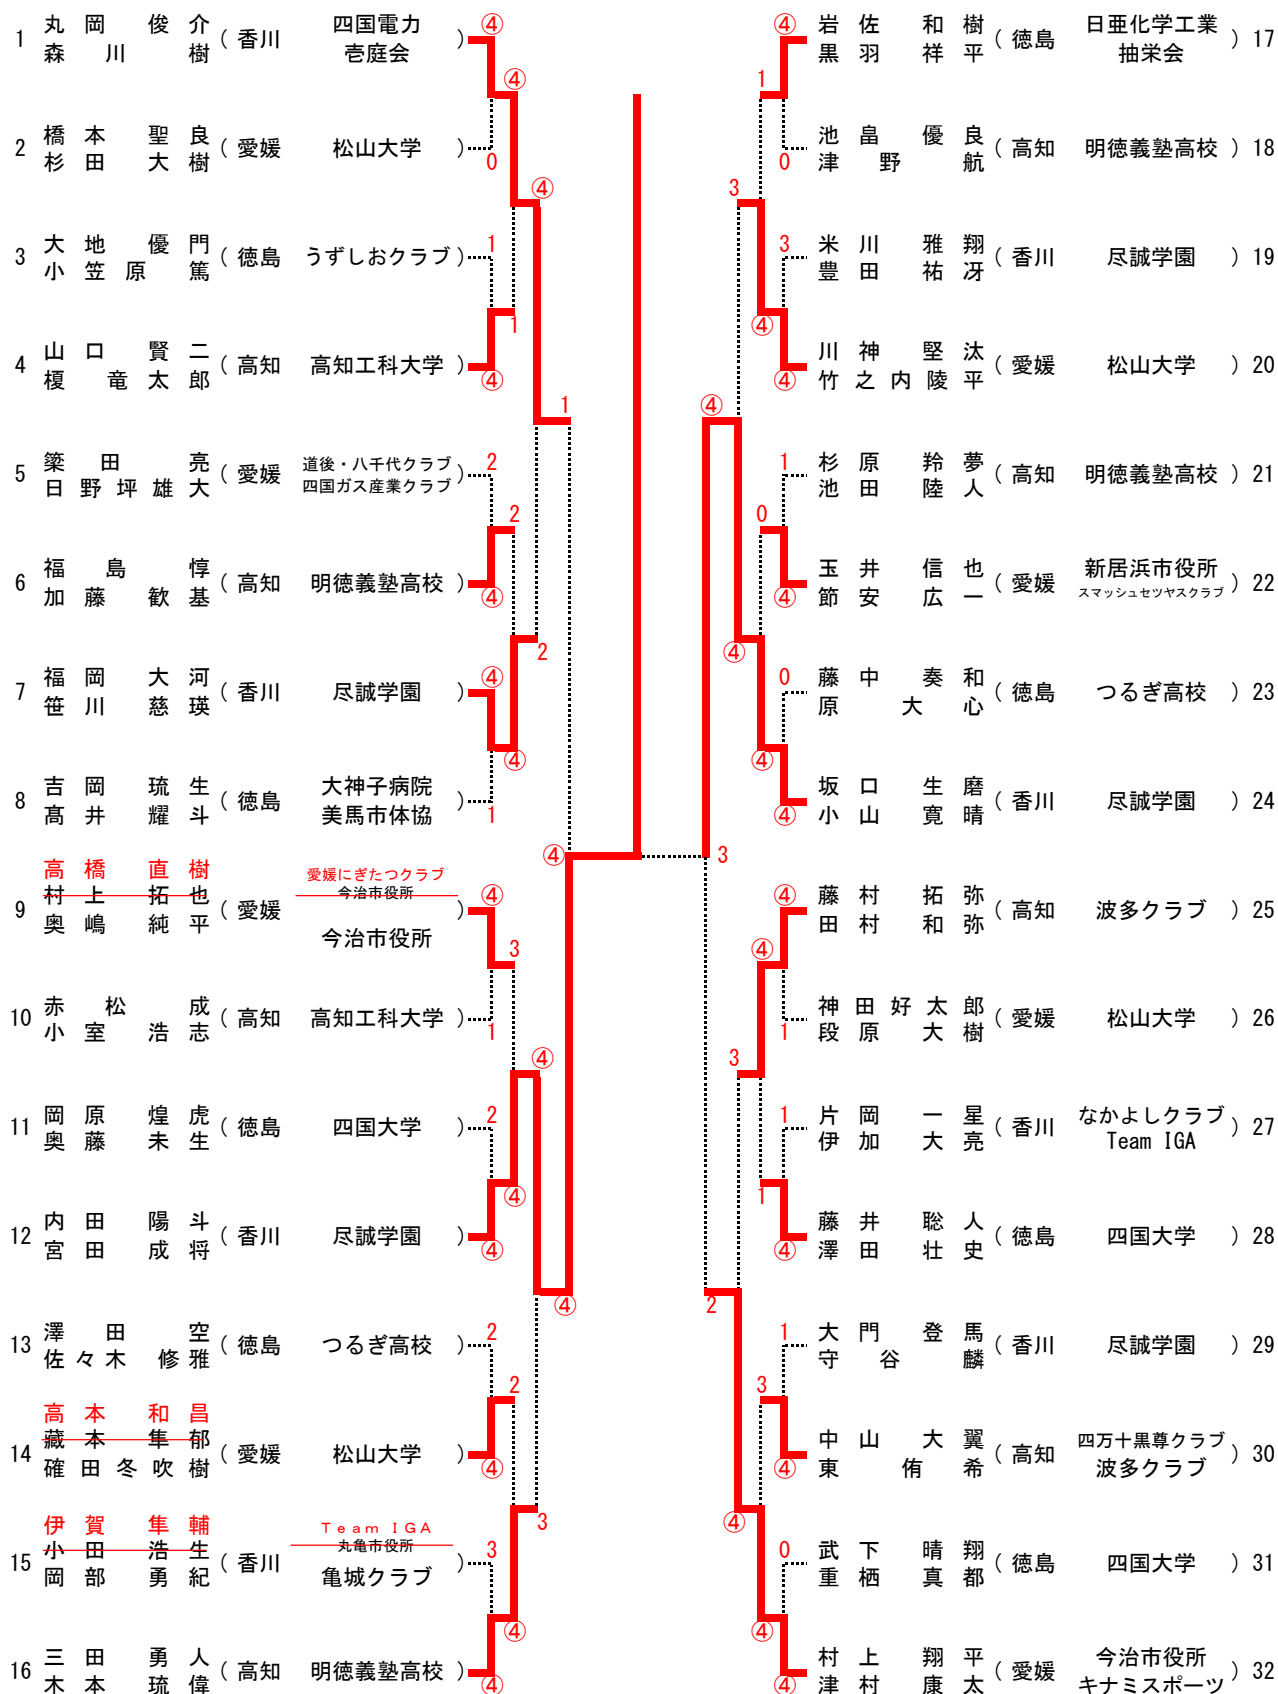 1 丸岡俊介 森川樹 （香川 四国電力 壱庭会） ④
④
2 橋本聖良 杉田大樹 （愛媛 松山大学） 0
④
3 大地優門 小笠原篤 （徳島 うずしおクラブ） 1
1
4 山口賢二 榎竜太郎 （高知 高知工科大学） ④
1
5 簗田亮 日野坪雄大 （愛媛 道後・八千代クラブ 四国ガス産業クラブ） 2
2
6 福島惇 加藤歓基 （高知 明徳義塾高校） ④
2
7 福岡大河 笹川慈瑛 （香川 尽誠学園） ④
④
8 吉岡琉生 髙井耀斗 （徳島 大神子病院 美馬市体協） 1
④
9 高橋直樹 村上拓也 奥嶋純平 （愛媛 愛媛にぎたつクラブ 今治市役所 今治市役所） ④
3
10 赤松成 小室浩志 （高知 高知工科大学） 1
④
11 岡原煌虎 奥藤未生 （徳島 四国大学） 2
④
12 内田陽斗 宮田成将 （香川 尽誠学園） ④
④
13 澤田空 佐々木修雅 （徳島 つるぎ高校） 2
2
14 高本和昌 藏本隼郁 確田冬吹樹 （愛媛 松山大学） ④
3
15 伊賀隼輔 小田浩生 岡部勇紀 （香川 Team IGA 丸亀市役所 亀城クラブ） 3
④
16 三田勇人 木本琉偉 （高知 明徳義塾高校） ④
④ 岩佐和樹 黒羽祥平 （徳島 日亜化学工業 抽栄会） 17
1
0 池畠優良 津野航 （高知 明徳義塾高校） 18
3
3 米川雅翔 豊田祐冴 （香川 尽誠学園） 19
④
④ 川神堅汰 竹之内陵平 （愛媛 松山大学） 20
④
1 杉原羚夢 池田陸人 （高知 明徳義塾高校） 21
0
④ 玉井信也 節安広一 （愛媛 新居浜市役所 スマッシュセツヤスクラブ） 22
④
0 藤中奏和 原大心 （徳島 つるぎ高校） 23
④
④ 坂口生磨 小山寛晴 （香川 尽誠学園） 24
3
④ 藤村拓弥 田村和弥 （高知 波多クラブ） 25
④
1 神田好太郎 段原大樹 （愛媛 松山大学） 26
3
1 片岡一星 伊加大亮 （香川 なかよしクラブ Team IGA） 27
1
④ 藤井聡人 澤田壮史 （徳島 四国大学） 28
2
1 大門登馬 守谷麟 （香川 尽誠学園） 29
3
④ 中山大翼 東侑希 （高知 四万十黒尊クラブ 波多クラブ） 30
④
0 武下晴翔 重栖真都 （徳島 四国大学） 31
④
④ 村上翔平 津村康太 （愛媛 今治市役所 キナミスポーツ） 32